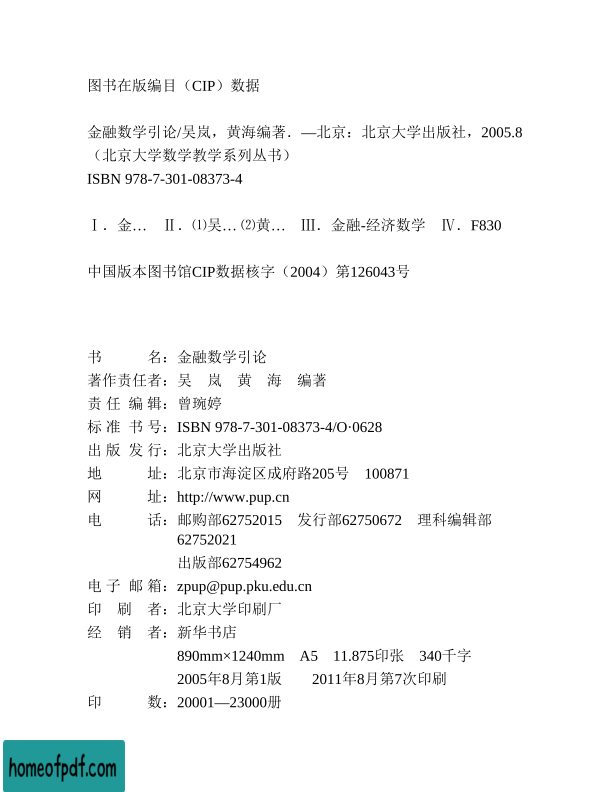 图书在版编目（CIP）数据
金融数学引论/吴岚，黄海编著．—北京：北京大学出版社，2005.8
（北京大学数学教学系列丛书）
ISBN 978-7-301-08373-4
Ⅰ．金…　Ⅱ．⑴吴…⑵黄…　Ⅲ．金融-经济数学　Ⅳ．F830
中国版本图书馆CIP数据核字（2004）第126043号
书　　　名：金融数学引论
著作责任者：吴　岚　黄　海　编著
责 任 编 辑：曾琬婷
标 准 书 号：ISBN 978-7-301-08373-4/O·0628
出 版 发 行：北京大学出版社
地　　　址：北京市海淀区成府路205号　100871
网　　　址：http://www.pup.cn
电　　　话：邮购部62752015　发行部62750672　理科编辑部
62752021
出版部62754962
电 子 邮 箱：zpup@pup.pku.edu.cn
印　刷　者：北京大学印刷厂
经　销　者：新华书店
890mm×1240mm　A5　11.875印张　340千字
2005年8月第1版　　2011年8月第7次印刷
印　　　数：20001—23000册
homeofpdf.com